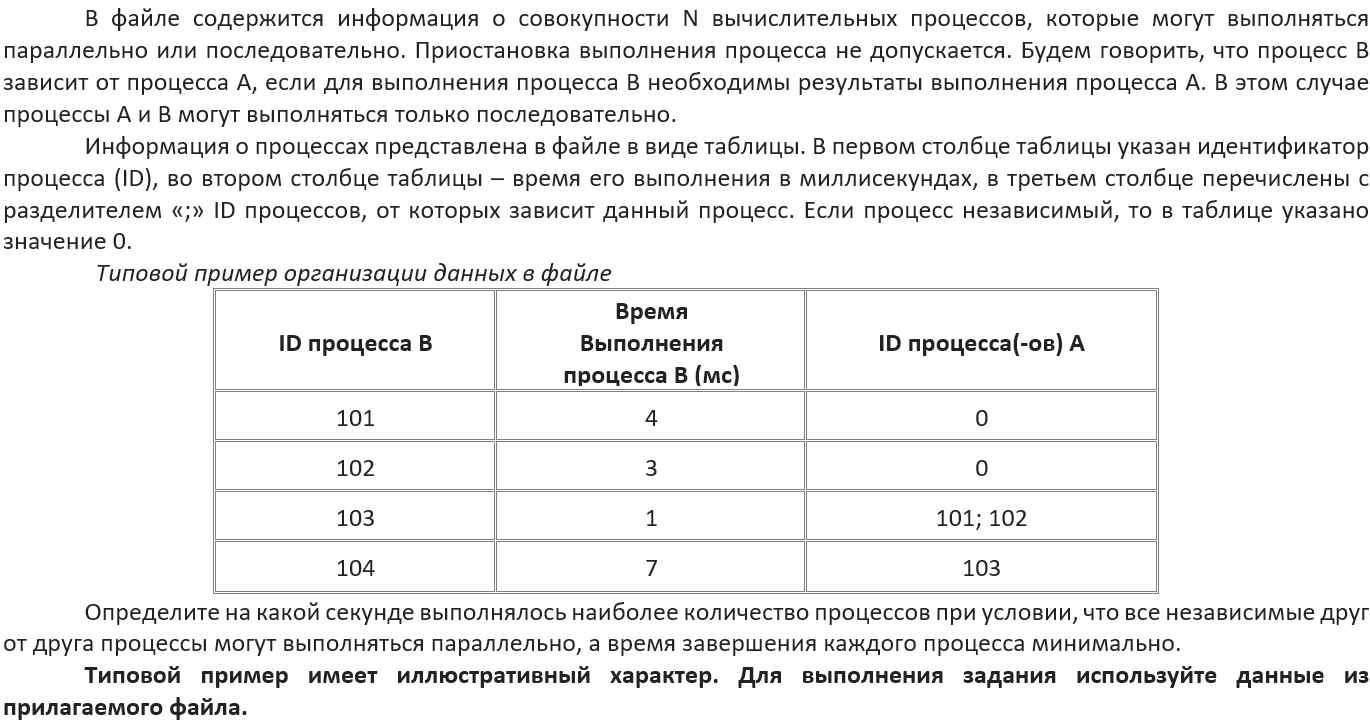 В файле содержится информация о совокупности N вычислительных процессов, которые могут выполняться
параллельно или последовательно. Приостановка выполнения процесса не допускается. Будем говорить, что процесс B
зависит от процесса A, если для выполнения процесса B необходимы результаты выполнения процесса A. В этом случае
процессы A и B могут выполняться только последовательно.
Информация о процессах представлена в файле в виде таблицы. В первом столбце таблицы указан идентификатор
процесса (ID), во втором столбце таблицы – время его выполнения в миллисекундах, в третьем столбце перечислены с
разделителем «;» ID процессов, от которых зависит данный процесс. Если процесс независимый, то в таблице указано
значение 0.
Типовой пример организации данных в файле
ID процесса B
Время
Выполнения
процесса B (мс)
ID процесса(-ов) A
101 4 0
102 3 0
103 1 101; 102
104 7 103
Определите на какой секунде выполнялось наиболее количество процессов при условии, что все независимые друг
от друга процессы могут выполняться параллельно, а время завершения каждого процесса минимально.
Типовой пример имеет иллюстративный характер. Для выполнения задания используйте данные из
прилагаемого файла.